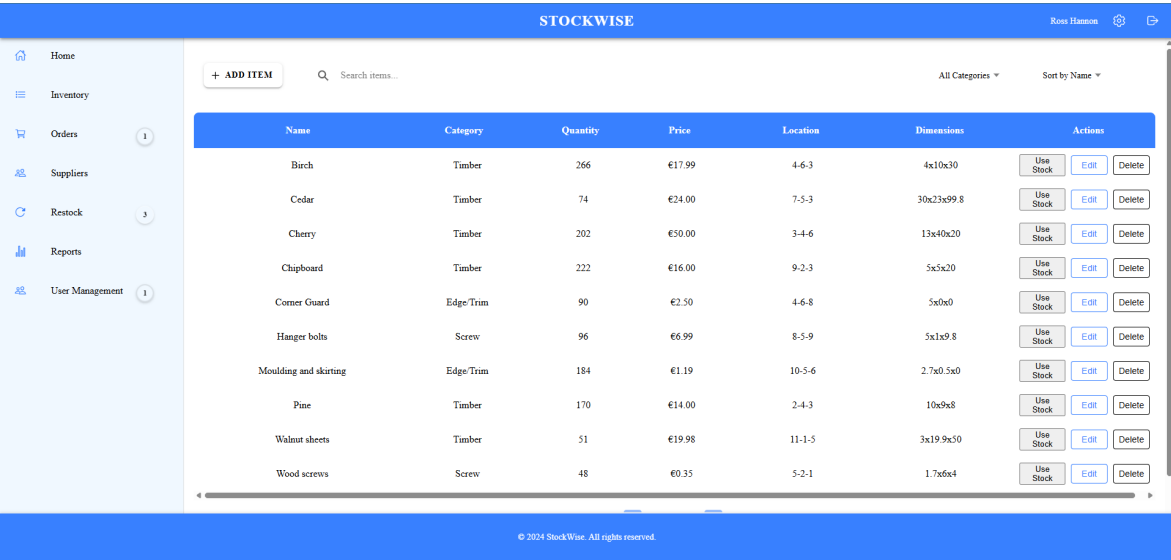 STOCKWISE
Ross Hannon
Home
Inventory
Orders 1
Suppliers
Restock 3
Reports
User Management 1
+ ADD ITEM
Search items...
All Categories
Sort by Name
Name Category Quantity Price Location Dimensions Actions
Birch Timber 266 €17.99 4-6-3 4x10x30 Use Stock Edit Delete
Cedar Timber 74 €24.00 7-5-3 30x23x99.8 Use Stock Edit Delete
Cherry Timber 202 €50.00 3-4-6 13x40x20 Use Stock Edit Delete
Chipboard Timber 222 €16.00 9-2-3 5x5x20 Use Stock Edit Delete
Corner Guard Edge/Trim 90 €2.50 4-6-8 5x0x0 Use Stock Edit Delete
Hanger bolts Screw 96 €6.99 8-5-9 5x1x9.8 Use Stock Edit Delete
Moulding and skirting Edge/Trim 184 €1.19 10-5-6 2.7x0.5x0 Use Stock Edit Delete
Pine Timber 170 €14.00 2-4-3 10x9x8 Use Stock Edit Delete
Walnut sheets Timber 51 €19.98 11-1-5 3x19.9x50 Use Stock Edit Delete
Wood screws Screw 48 €0.35 5-2-1 1.7x6x4 Use Stock Edit Delete
© 2024 StockWise. All rights reserved.